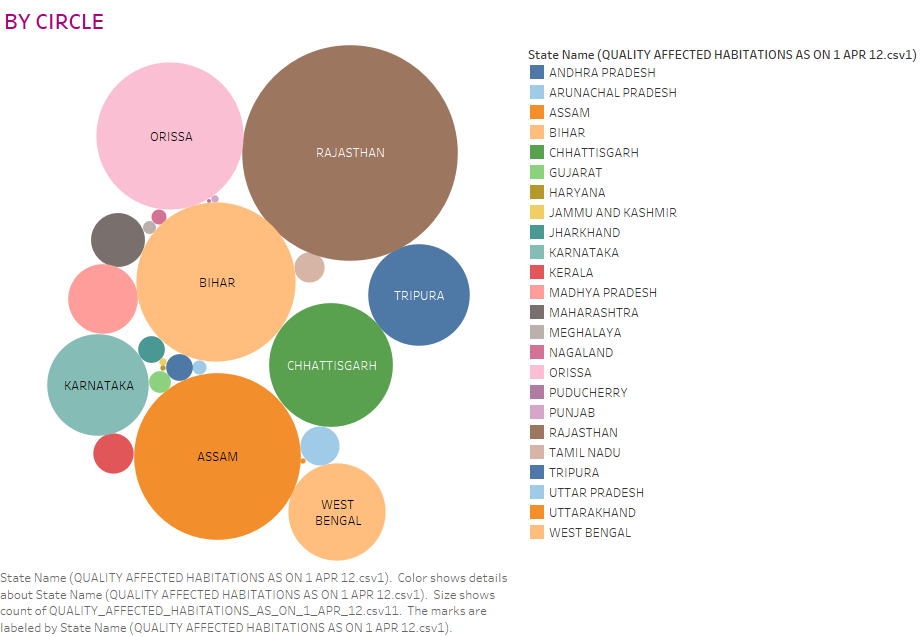 BY CIRCLE
State Name (QUALITY AFFECTED HABITATIONS AS ON 1 APR 12.csv1)
ANDHRA PRADESH
ARUNACHAL PRADESH
ASSAM
BIHAR
CHHATTISGARH
GUJARAT
HARYANA
JAMMU AND KASHMIR
JHARKHAND
KARNATAKA
KERALA
MADHYA PRADESH
MAHARASHTRA
MEGHALAYA
NAGALAND
ORISSA
PUDUCHERRY
PUNJAB
RAJASTHAN
TAMIL NADU
TRIPURA
UTTAR PRADESH
UTTARAKHAND
WEST BENGAL
ORISSA
RAJASTHAN
BIHAR
TRIPURA
CHHATTISGARH
KARNATAKA
ASSAM
WEST
BENGAL
State Name (QUALITY AFFECTED HABITATIONS AS ON 1 APR 12.csv1).  Color shows details
about State Name (QUALITY AFFECTED HABITATIONS AS ON 1 APR 12.csv1).  Size shows
count of QUALITY_AFFECTED_HABITATIONS_AS_ON_1_APR_12.csv11.  The marks are
labeled by State Name (QUALITY AFFECTED HABITATIONS AS ON 1 APR 12.csv1).